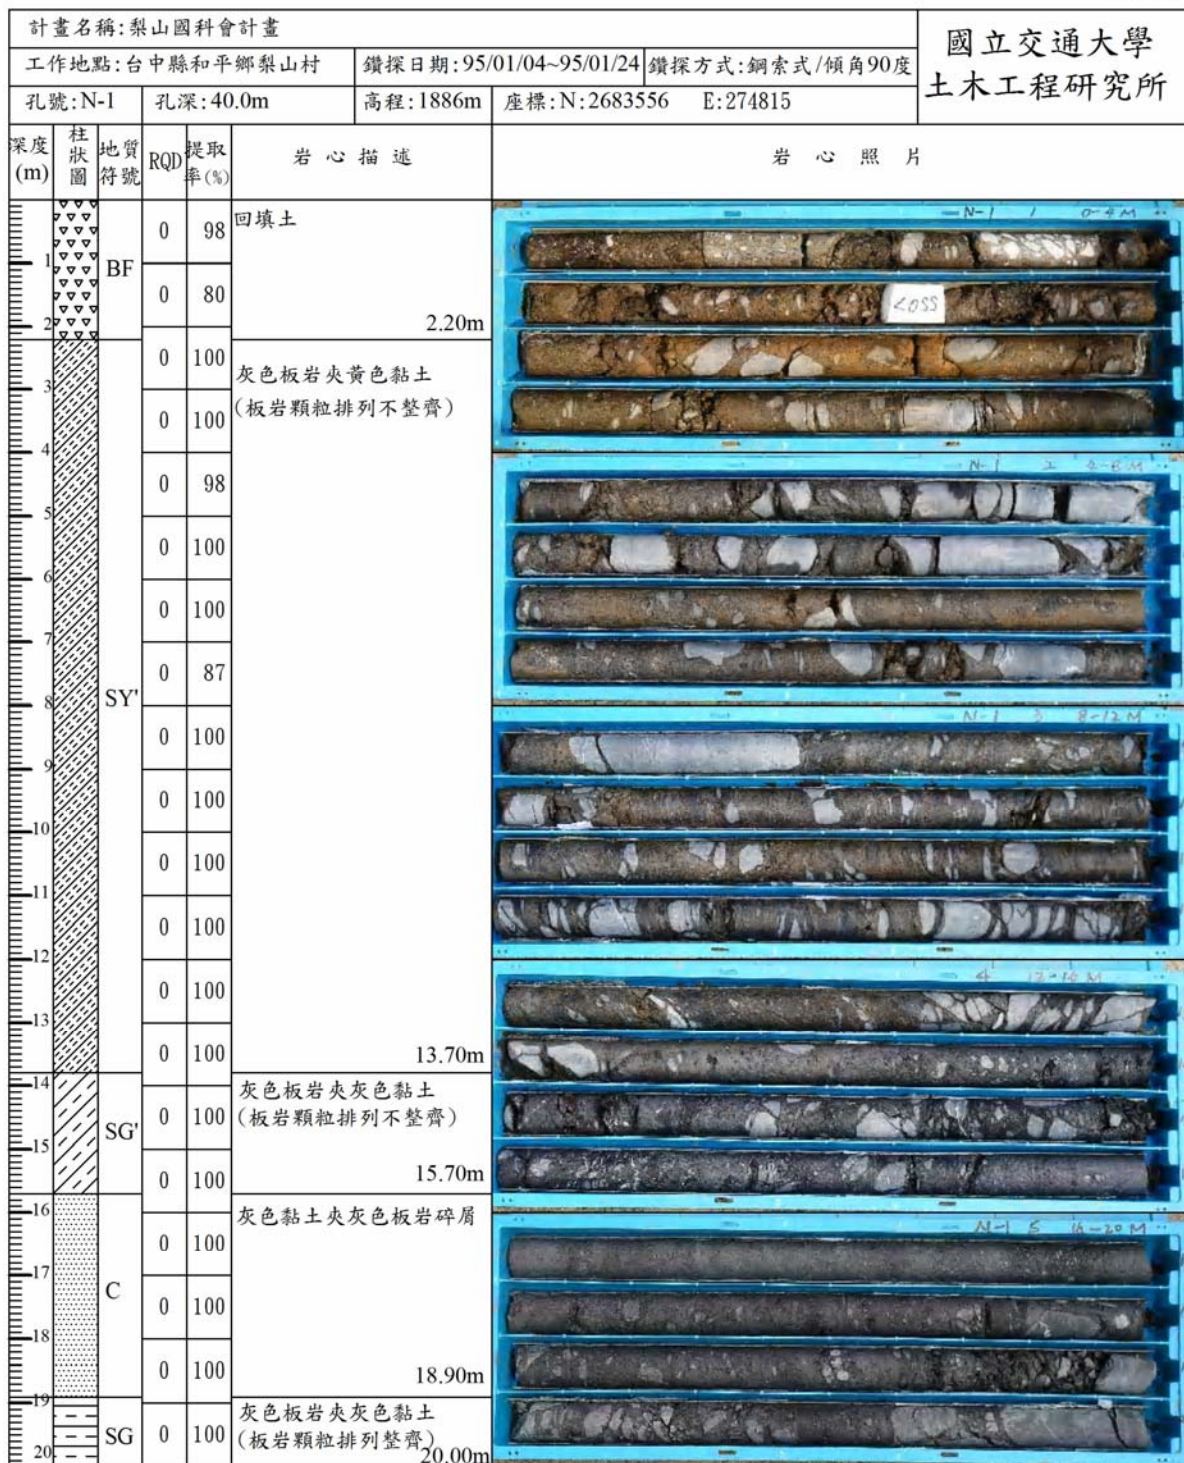 計畫名稱:梨山國科會計畫
國立交通大學
土木工程研究所
工作地點:台中縣和平鄉梨山村
鑽探日期:95/01/04~95/01/24
鑽探方式:鋼索式/傾角90度
孔號:N-1
孔深:40.0m
高程:1886m
座標:N:2683556 E:274815
深度
(m)
柱狀圖
地質
符號
RQD
提取
率(%)
岩心描述
岩心照片
BF
回填土
2.20m
0 98
1
0 80
2
0 100
3
0 100
4
0 98
5
0 100
6
0 100
7
0 87
8
0 100
9
0 100
10
0 100
11
0 100
12
0 100
13
0 100
14
0 100
15
0 100
16
0 100
17
0 100
18
0 100
19
0 100
20
SY'
灰色板岩夾黃色黏土
(板岩顆粒排列不整齊)
13.70m
SG'
灰色板岩夾灰色黏土
(板岩顆粒排列不整齊)
15.70m
C
灰色黏土夾灰色板岩碎屑
18.90m
SG
灰色板岩夾灰色黏土
(板岩顆粒排列整齊)
20.00m
N-1 1 0-4M
LOSS
N-1 2 4-8M
N-1 3 8-12M
4 12-16M
N-1 5 16-20M